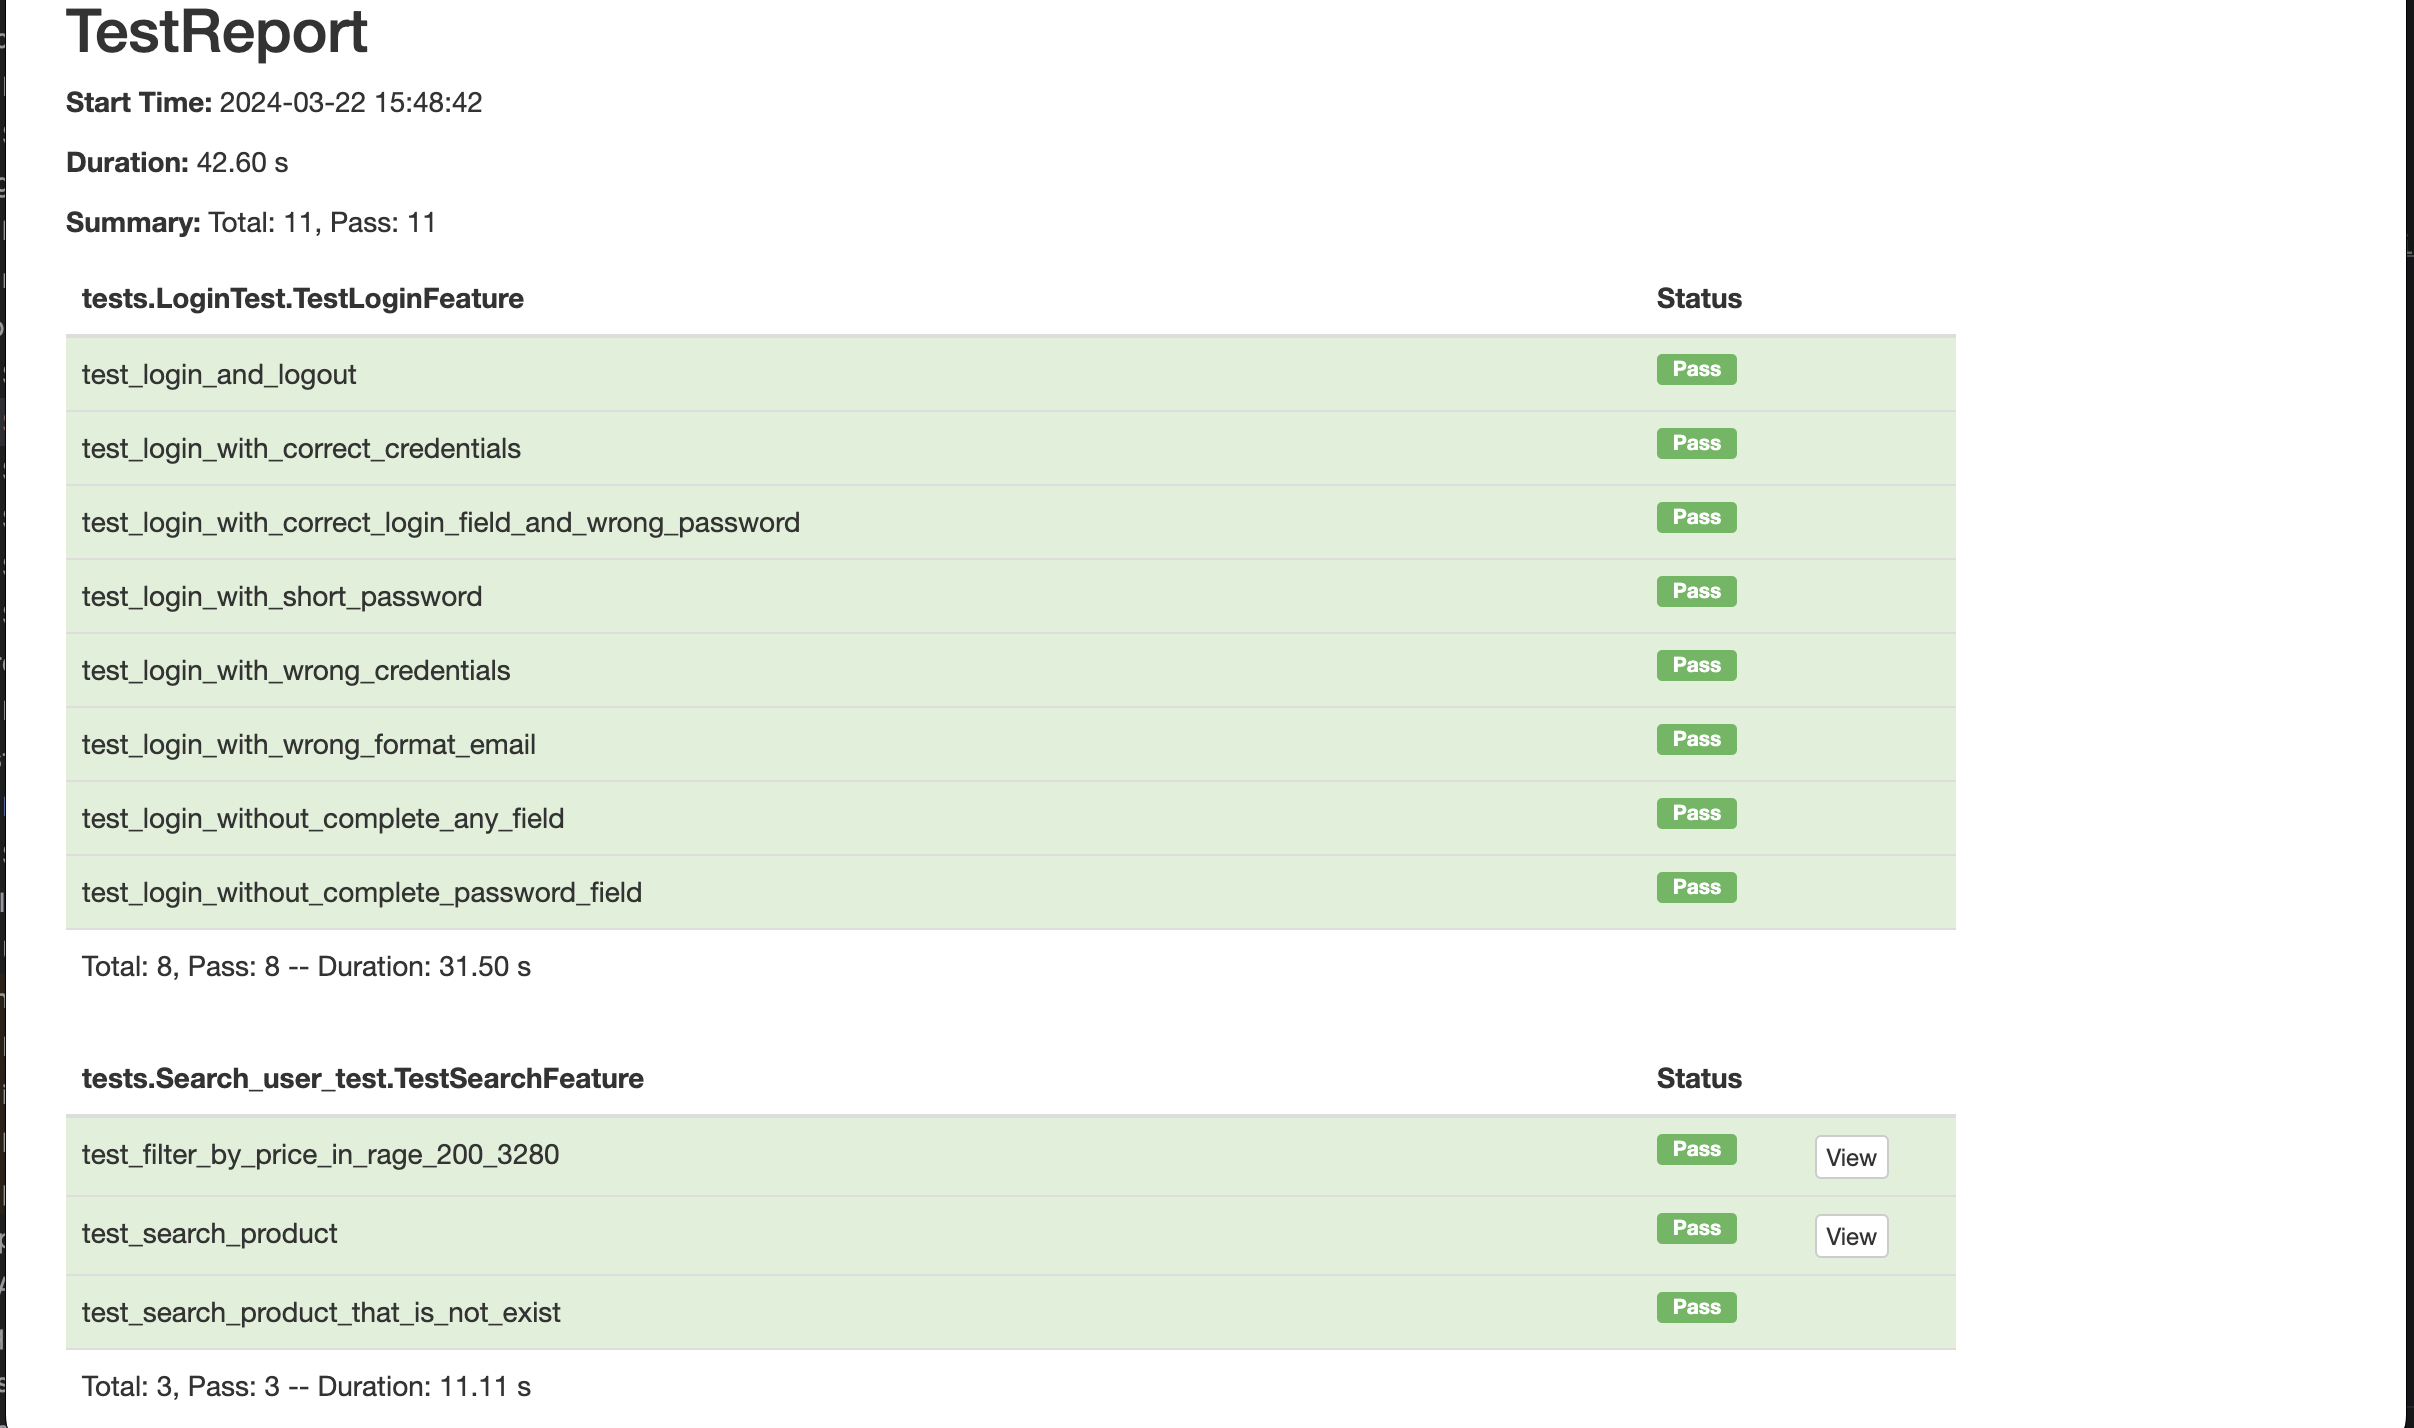 TestReport
Start Time: 2024-03-22 15:48:42
Duration: 42.60 s
Summary: Total: 11, Pass: 11
tests.LoginTest.TestLoginFeature Status
test_login_and_logout Pass
test_login_with_correct_credentials Pass
test_login_with_correct_login_field_and_wrong_password Pass
test_login_with_short_password Pass
test_login_with_wrong_credentials Pass
test_login_with_wrong_format_email Pass
test_login_without_complete_any_field Pass
test_login_without_complete_password_field Pass
Total: 8, Pass: 8 -- Duration: 31.50 s
tests.Search_user_test.TestSearchFeature Status
test_filter_by_price_in_rage_200_3280 Pass View
test_search_product Pass View
test_search_product_that_is_not_exist Pass
Total: 3, Pass: 3 -- Duration: 11.11 s